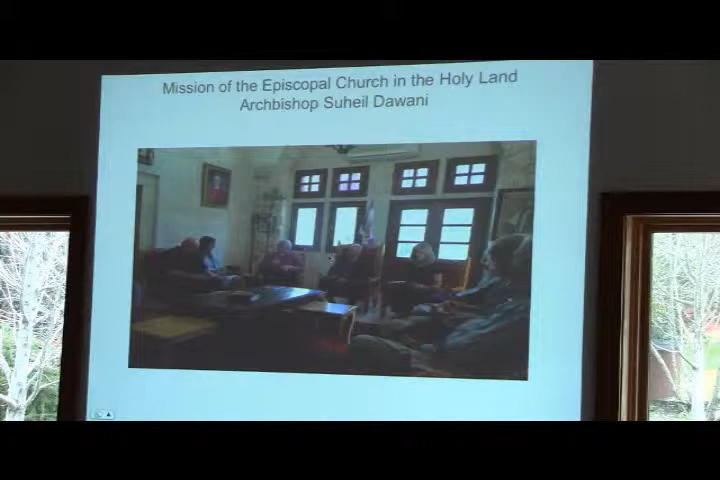 Mission of the Episcopal Church in the Holy Land
Archbishop Suheil Dawani